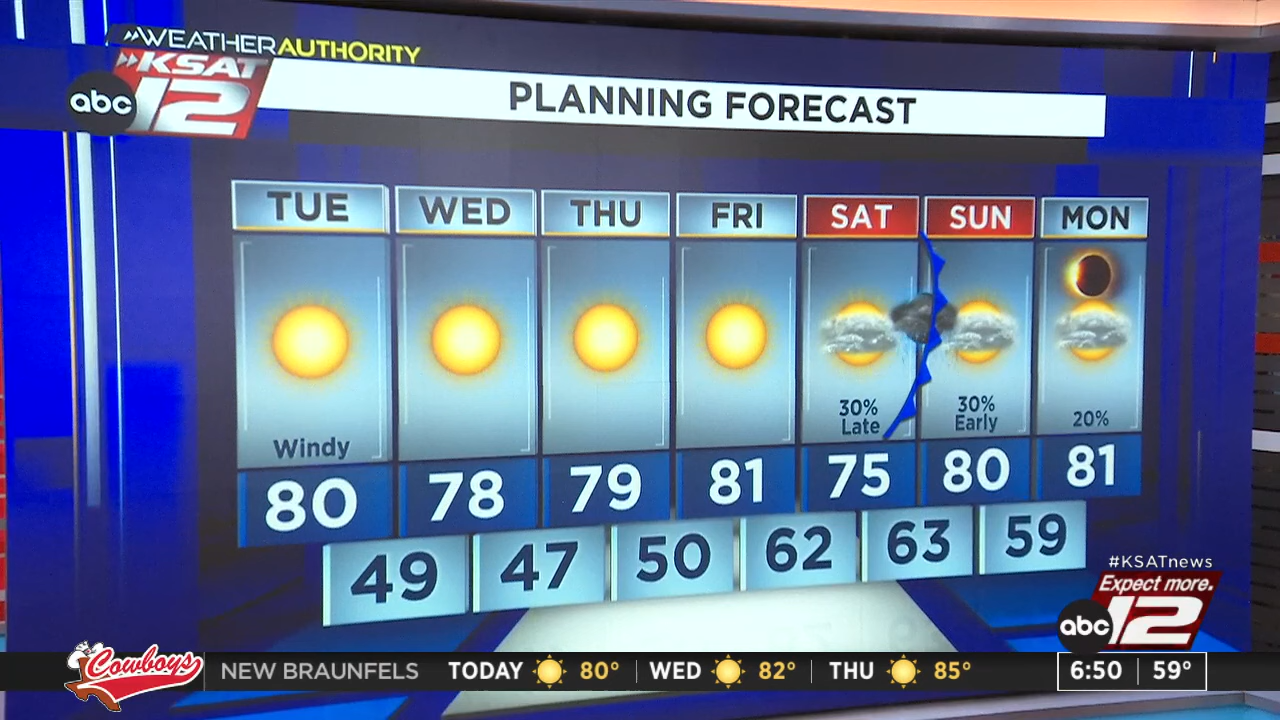 WEATHERAUTHORITY
KSAT
abc 12
PLANNING FORECAST
TUE WED THU FRI SAT SUN MON
30% Late
30% Early
20%
Windy
80 78 79 81 75 80 81
49 47 50 62 63 59
#KSATnews
Expect more.
abc 12
Cowboys NEW BRAUNFELS TODAY 80° WED 82° THU 85° 6:50 59°